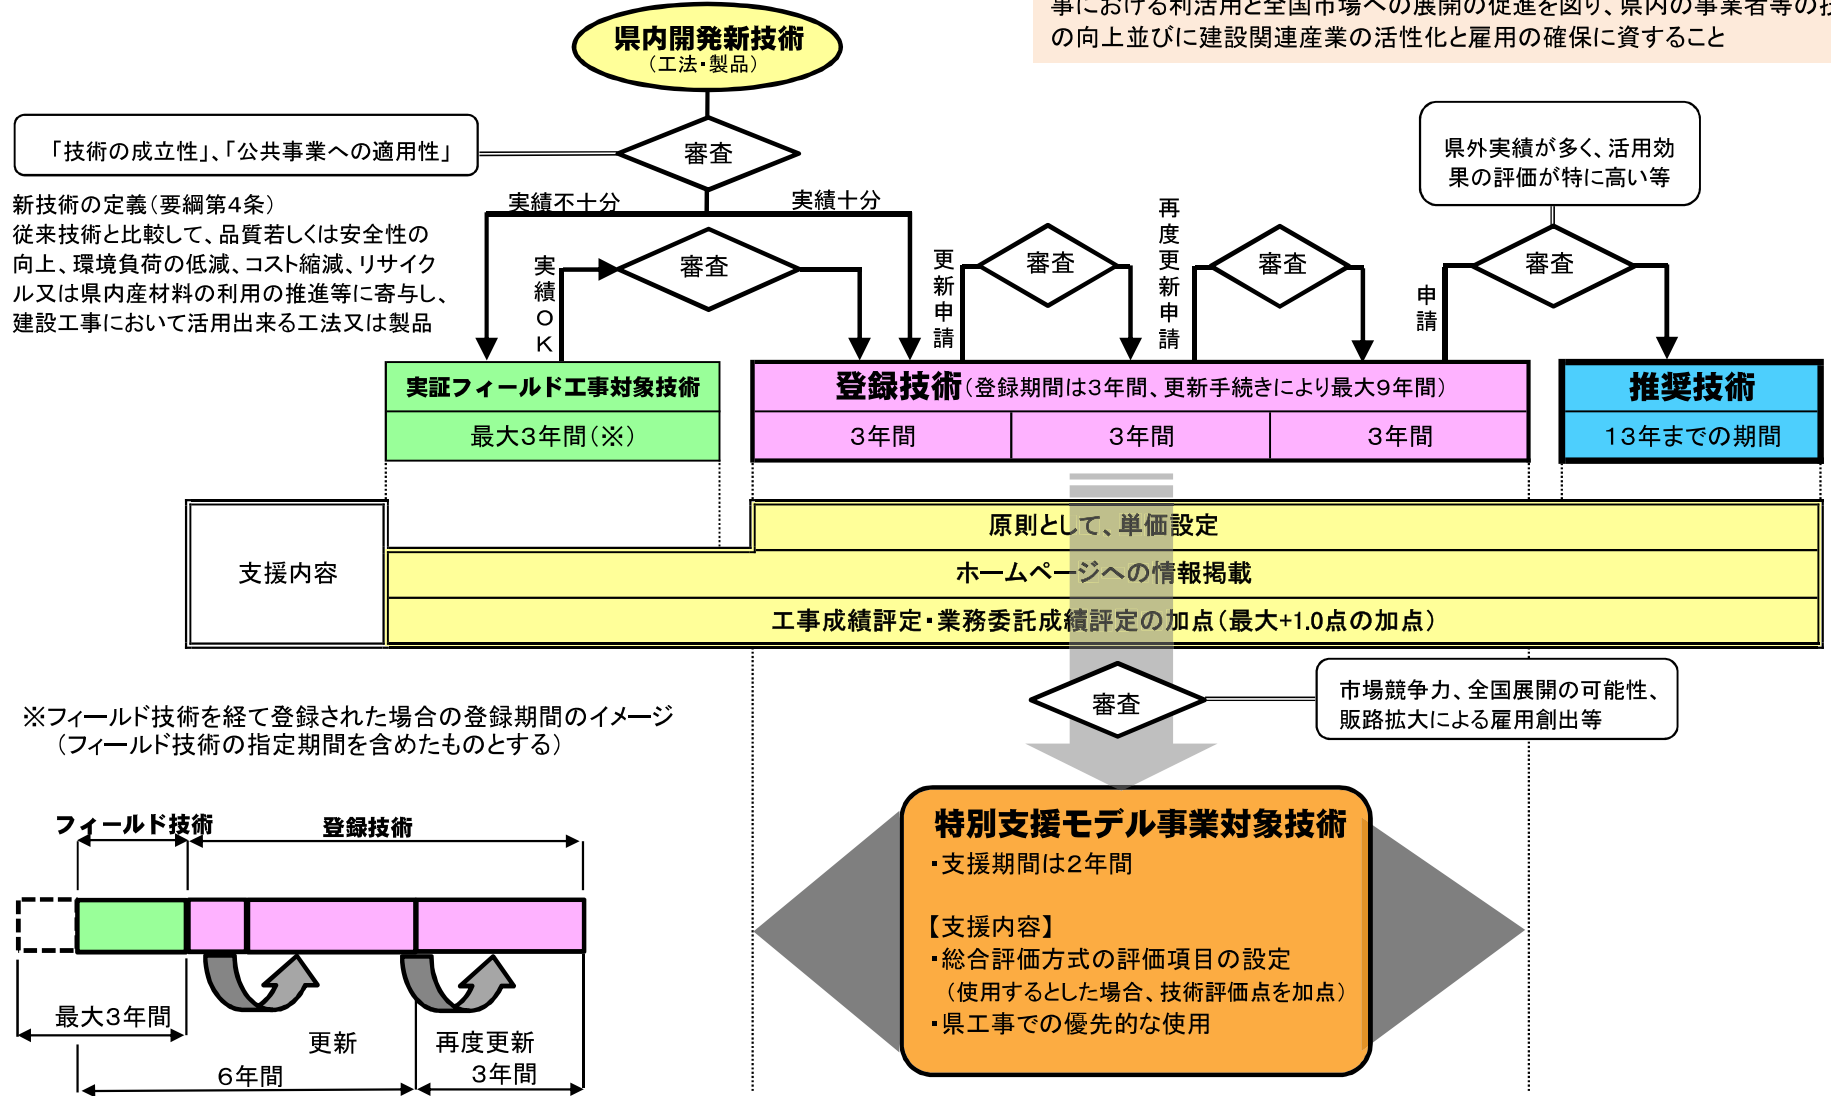 事における利活用と全国市場への展開の促進を図り、県内の事業者等の技
の向上並びに建設関連産業の活性化と雇用の確保に資すること
県内開発新技術
（工法・製品）
「技術の成立性」、「公共事業への適用性」
審査
県外実績が多く、活用効
果の評価が特に高い等
新技術の定義（要綱第４条）
従来技術と比較して、品質若しくは安全性の
向上、環境負荷の低減、コスト縮減、リサイク
ル又は県内産材料の利用の推進等に寄与し、
建設工事において活用出来る工法又は製品
実績不十分
実績十分
実績ＯＫ
審査
更新申請
審査
再度更新申請
審査
申請
審査
実証フィールド工事対象技術
最大３年間（※）
登録技術（登録期間は３年間、更新手続きにより最大９年間）
３年間
３年間
３年間
推奨技術
１３年までの期間
支援内容
原則として、単価設定
ホームページへの情報掲載
工事成績評定・業務委託成績評定の加点（最大+1.0点の加点）
審査
市場競争力、全国展開の可能性、
販路拡大による雇用創出等
※フィールド技術を経て登録された場合の登録期間のイメージ
（フィールド技術の指定期間を含めたものとする）
フィールド技術
登録技術
最大３年間
更新
再度更新
６年間
３年間
特別支援モデル事業対象技術
・支援期間は２年間
【支援内容】
・総合評価方式の評価項目の設定
（使用するとした場合、技術評価点を加点）
・県工事での優先的な使用